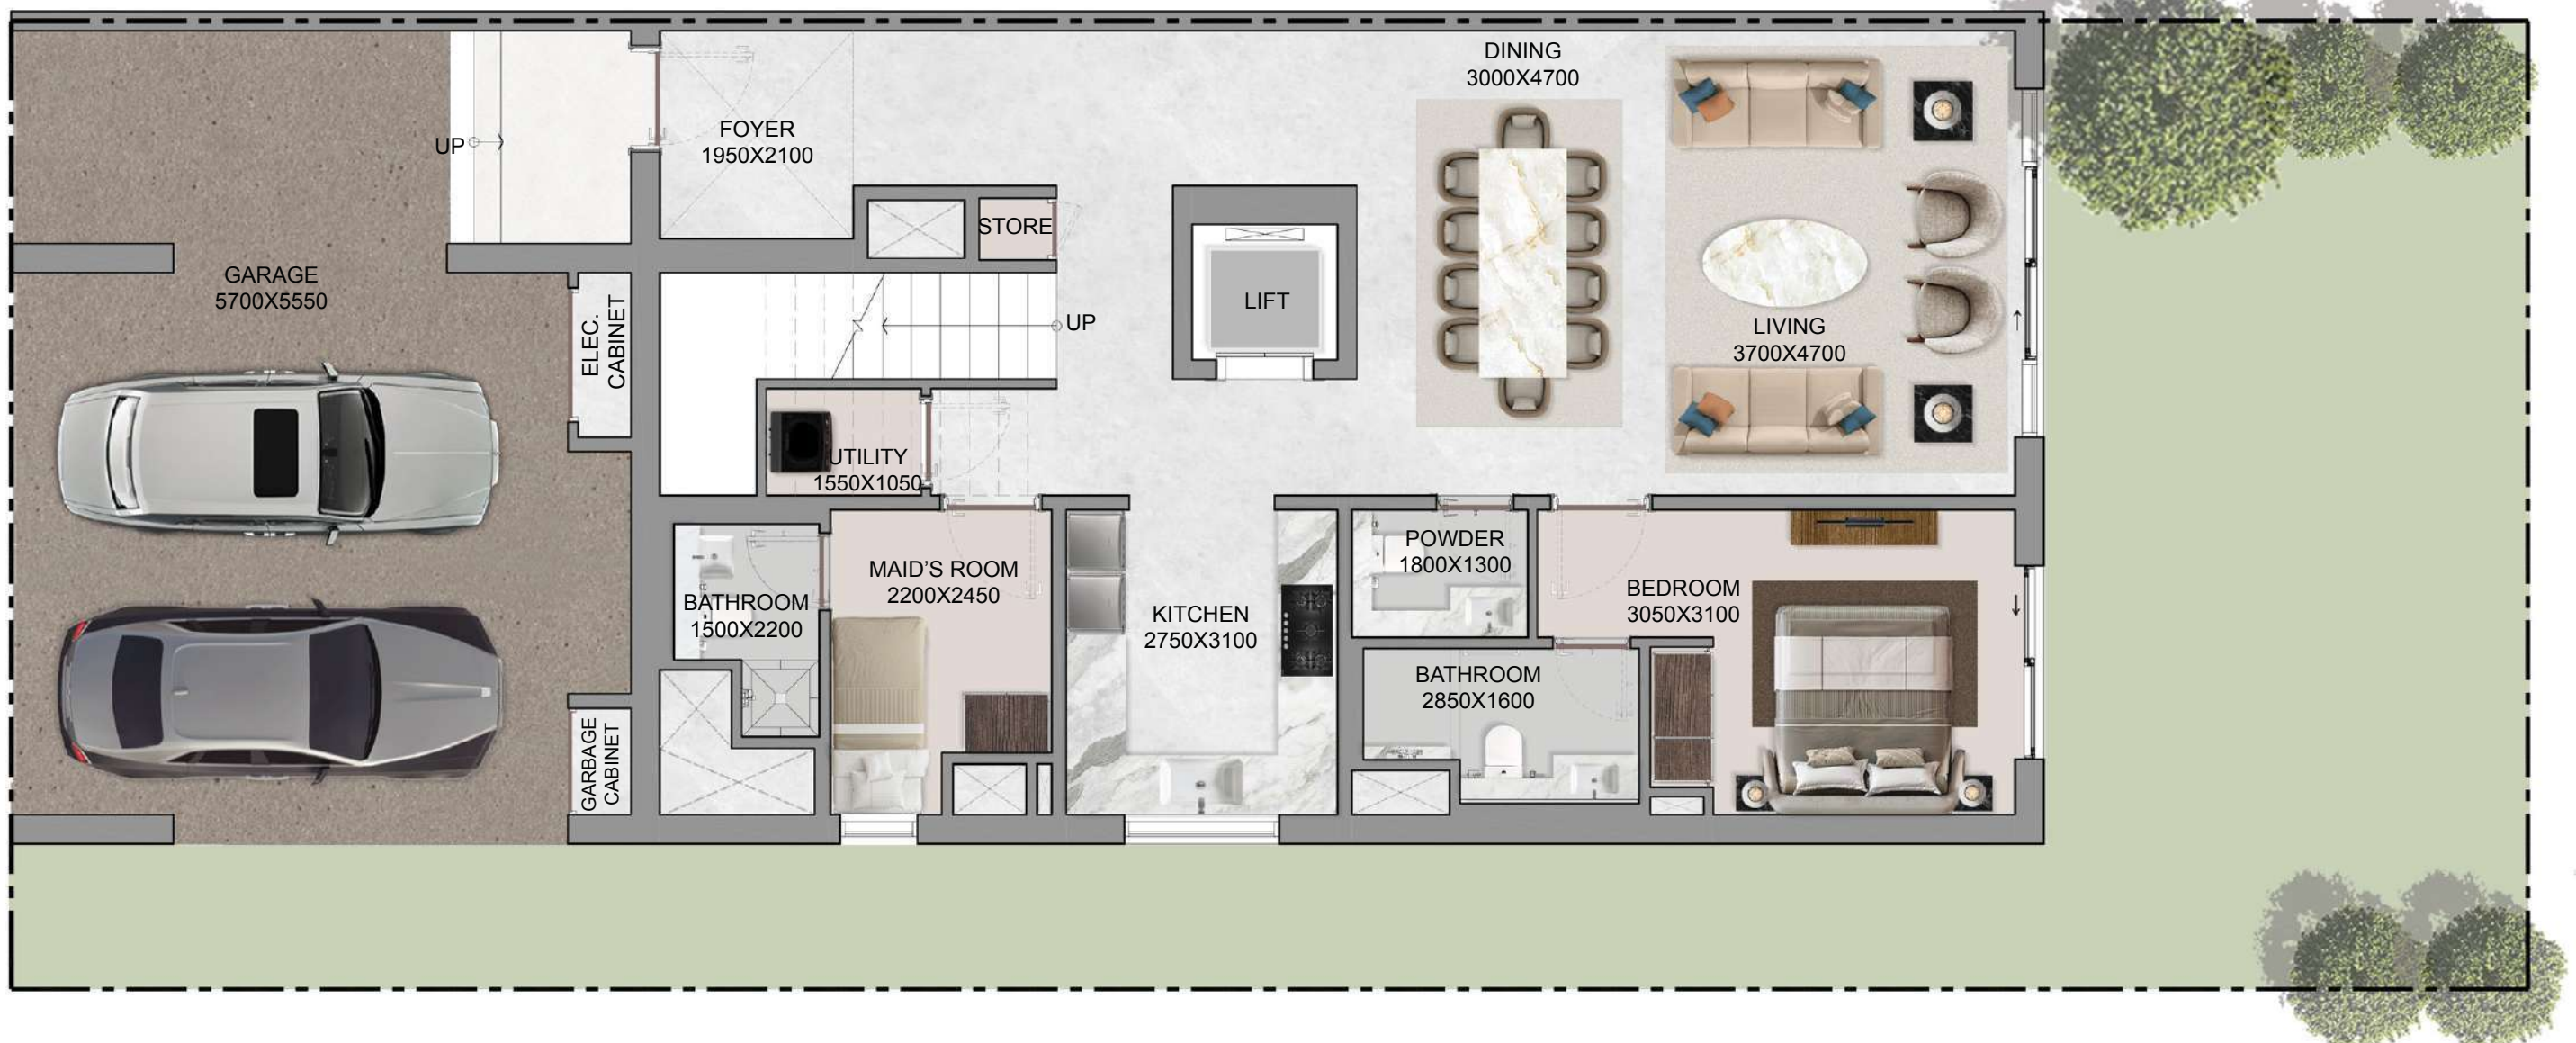 DINING
3000X4700
FOYER
1950X2100
UP
STORE
GARAGE
5700X5550
ELEC.
CABINET
LIFT
UP
LIVING
3700X4700
UTILITY
1550X1050
MAID'S ROOM
2200X2450
BATHROOM
1500X2200
KITCHEN
2750X3100
POWDER
1800X1300
BEDROOM
3050X3100
BATHROOM
2850X1600
GARBAGE
CABINET